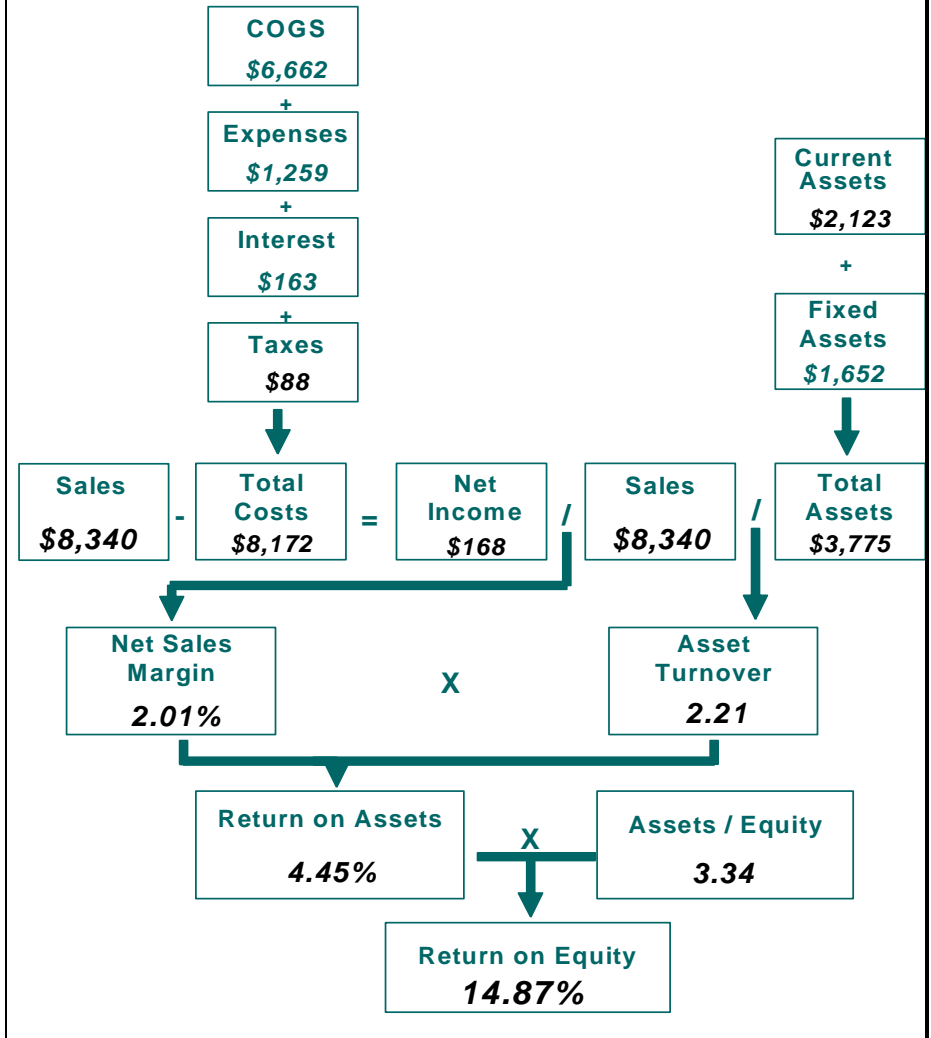 COGS
$6,662
+
Expenses
$1,259
+
Interest
$163
+
Taxes
$88
Current
Assets
$2,123
+
Fixed
Assets
$1,652
Sales
$8,340
-
Total
Costs
$8,172
=
Net
Income
$168
/
Sales
$8,340
/
Total
Assets
$3,775
Net Sales
Margin
2.01%
X
Asset
Turnover
2.21
Return on Assets
4.45%
X
Assets / Equity
3.34
Return on Equity
14.87%